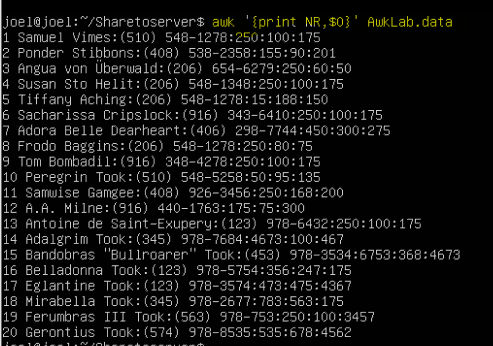 joel@joel:~/Sharetoserver$ awk '{print NR,$0}' AwkLab.data
1 Samuel Vimes:(510) 548-1278:250:100:175
2 Ponder Stibbons:(408) 538-2358:155:90:201
3 Angua von Überwald:(206) 654-6279:250:60:50
4 Susan Sto Helit:(206) 548-1348:250:100:175
5 Tiffany Aching:(206) 548-1278:15:188:150
6 Sacharissa Cripslock:(916) 343-6410:250:100:175
7 Adora Belle Dearheart:(406) 298-7744:450:300:275
8 Frodo Baggins:(206) 548-1278:250:80:75
9 Tom Bombadil:(916) 348-4278:250:100:175
10 Peregrin Took:(510) 548-5258:50:95:135
11 Samwise Gamgee:(408) 926-3456:250:168:200
12 A.A. Milne:(916) 440-1763:175:75:300
13 Antoine de Saint-Exupery:(123) 978-6432:250:100:175
14 Adalgrim Took:(345) 978-7684:4673:100:467
15 Bandobras "Bullroarer" Took:(453) 978-3534:6753:368:4673
16 Belladonna Took:(123) 978-5754:356:247:175
17 Eglantine Took:(123) 978-3574:473:475:4367
18 Mirabella Took:(345) 978-2677:783:563:175
19 Ferumbras III Took:(563) 978-753:250:100:3457
20 Gerontius Took:(574) 978-8535:535:678:4562
joel@joel:~/Sharetoserver$